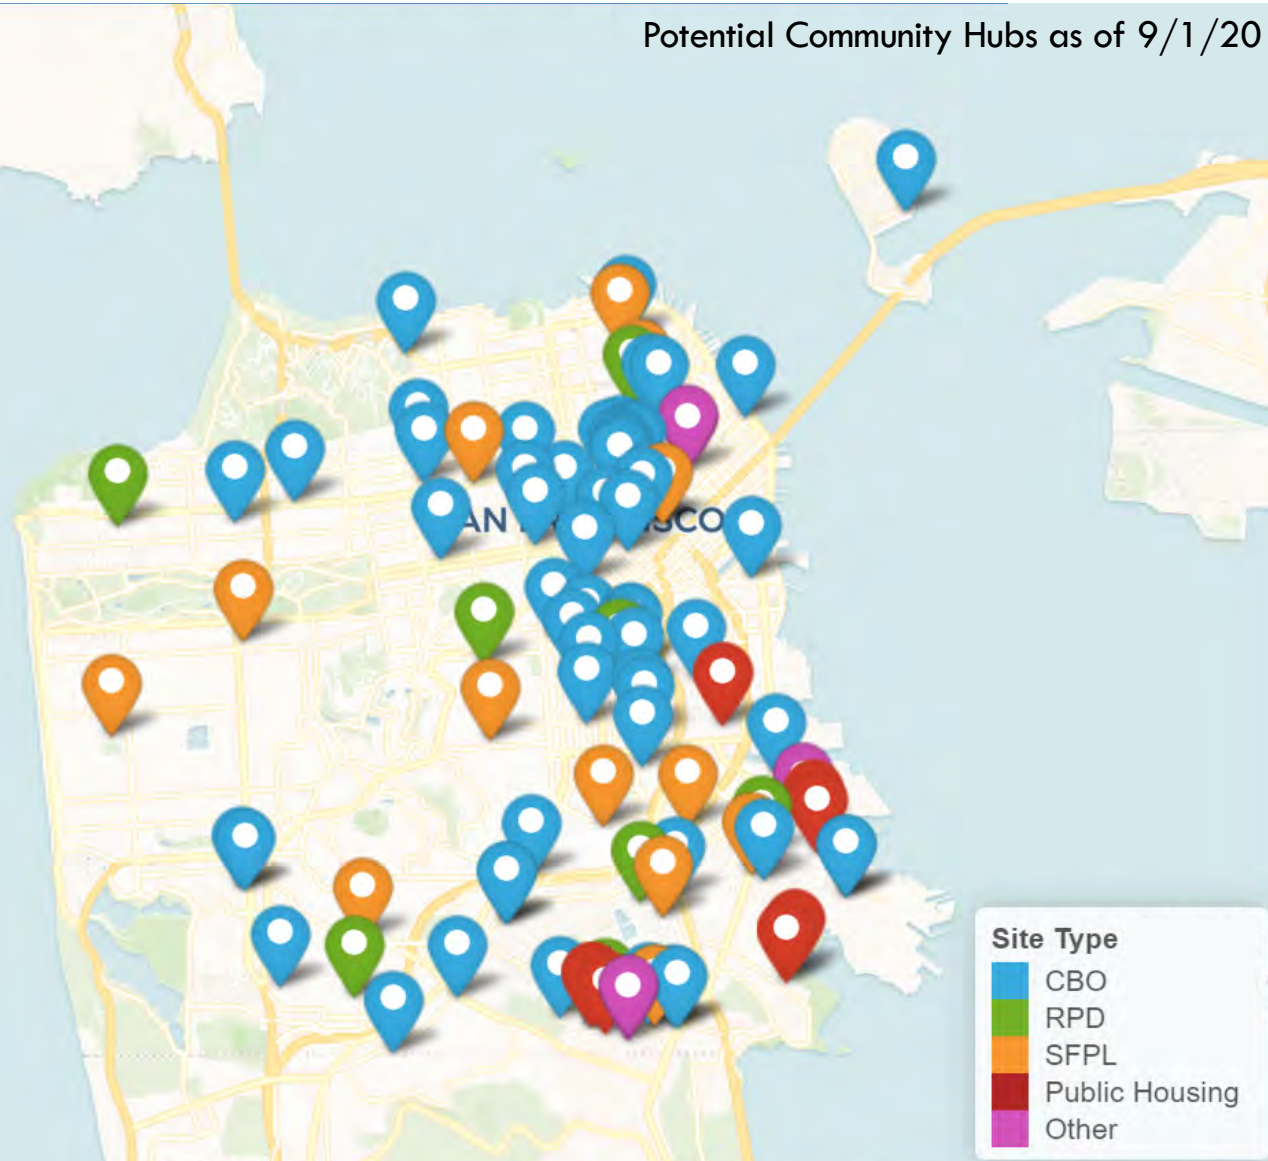 Potential Community Hubs as of 9/1/20
Site Type
CBO
RPD
SFPL
Public Housing
Other